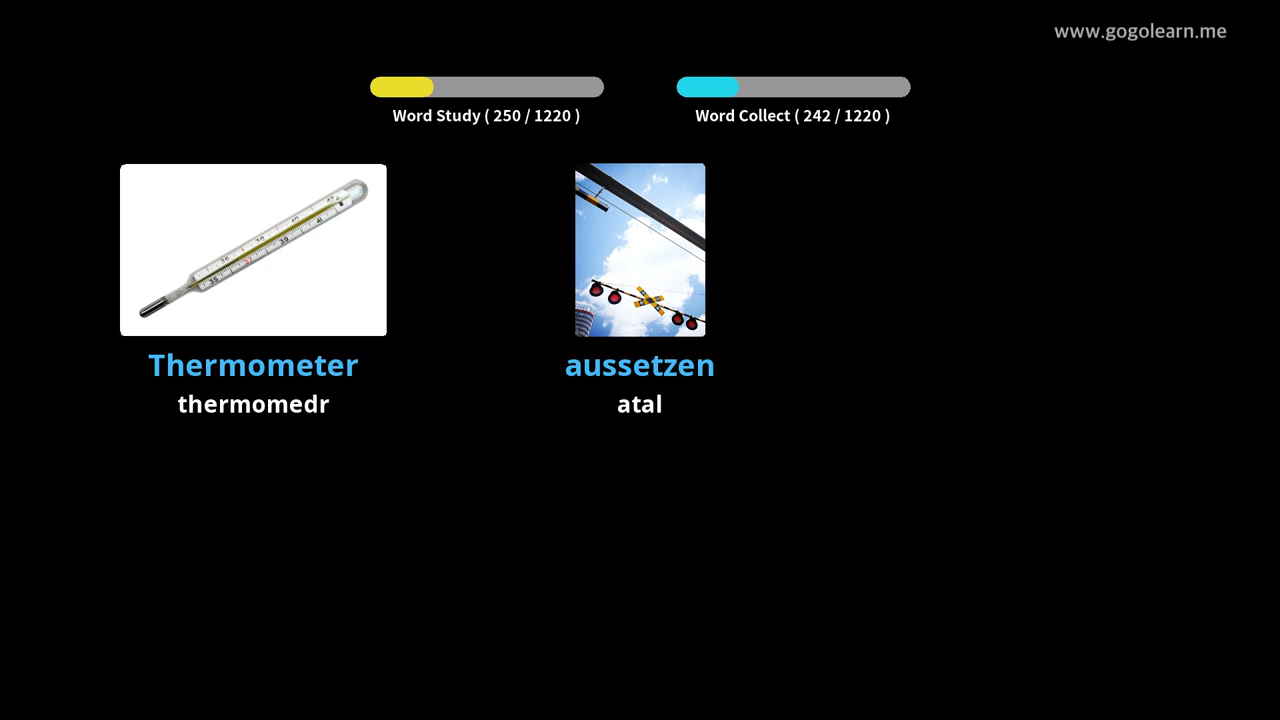 www.gogolearn.me
Word Study ( 250 / 1220 )
Word Collect ( 242 / 1220 )
Thermometer
thermomedr
aussetzen
atal